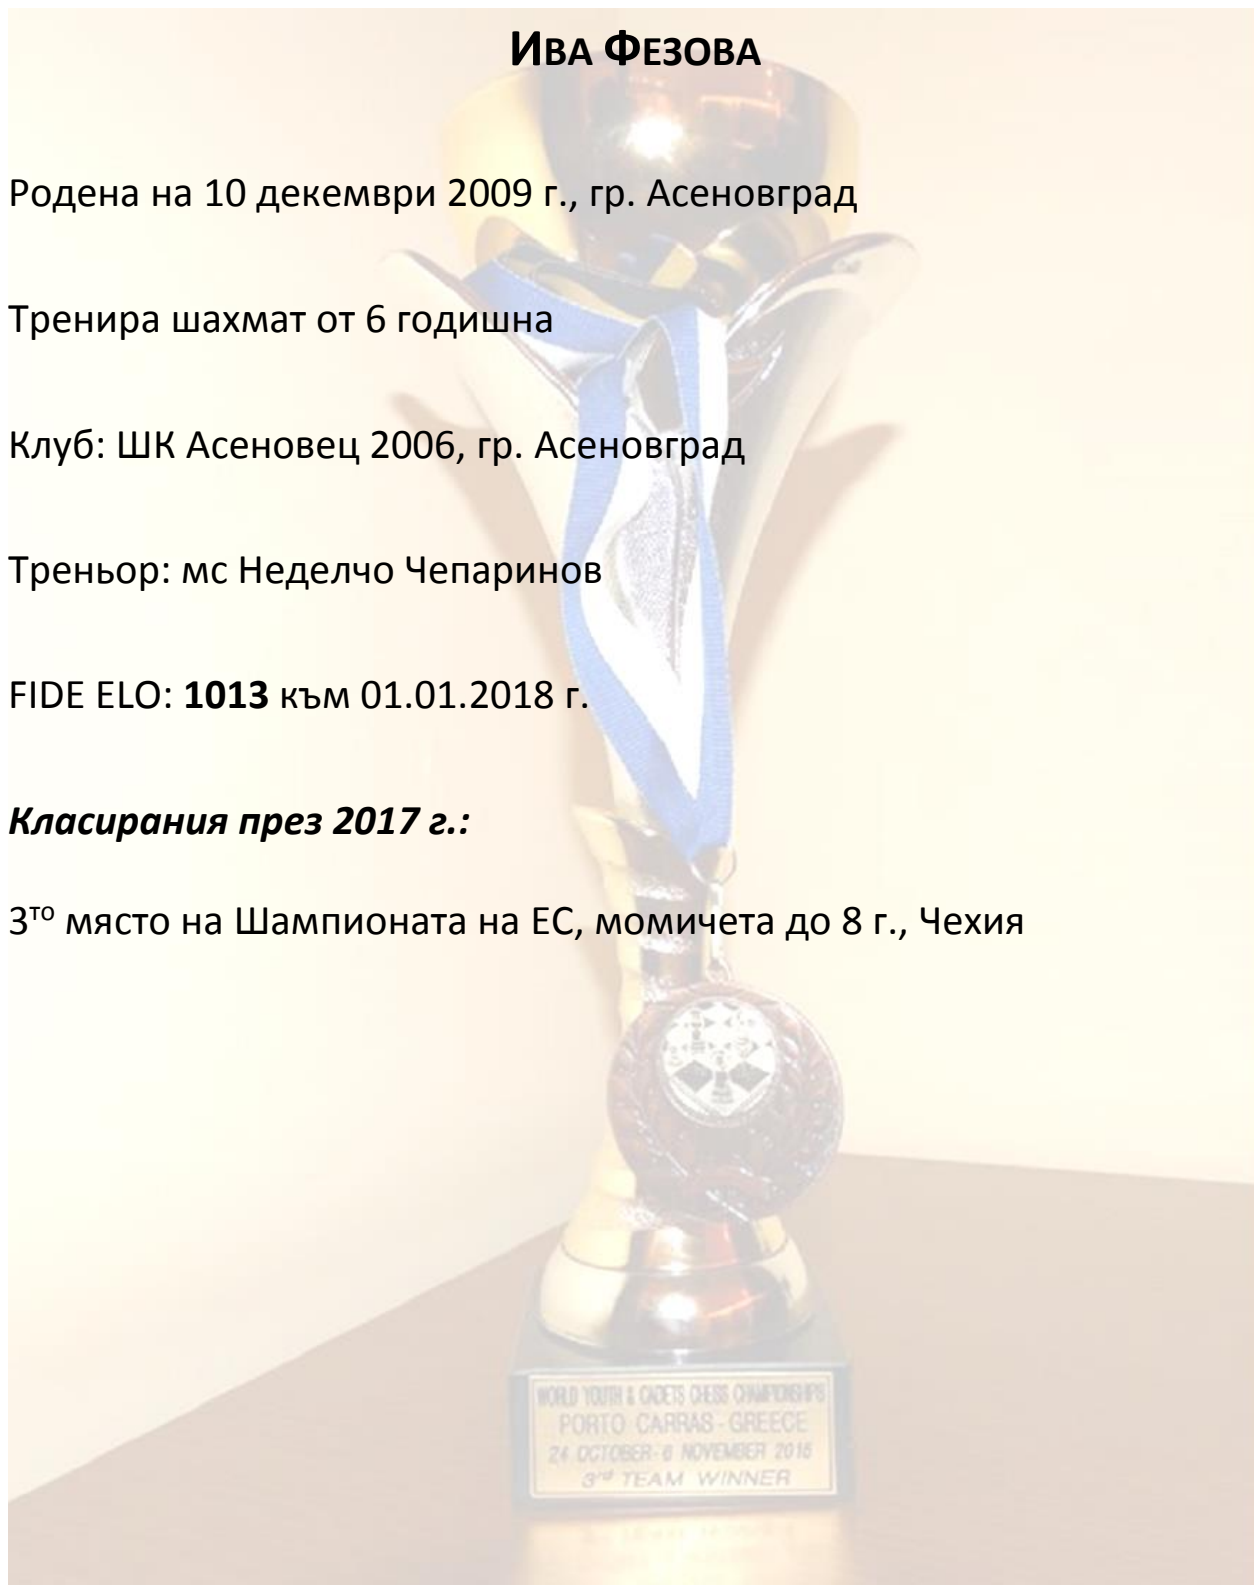 ИВА ФЕЗОВА
Родена на 10 декември 2009 г., гр. Асеновград
Тренира шахмат от 6 годишна
Клуб: ШК Асеновец 2006, гр. Асеновград
Треньор: мс Неделчо Чепаринов
FIDE ELO: 1013 към 01.01.2018 г.
Класирания през 2017 г.:
3то място на Шампионата на ЕС, момичета до 8 г., Чехия
WORLD YOUTH & CADETS CHESS CHAMPIONSHIPS
PORTO CARRAS - GREECE
24 OCTOBER - 6 NOVEMBER 2015
3rd TEAM WINNER